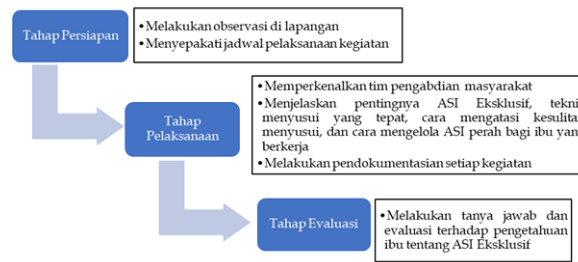 Tahap Persiapan
•Melakukan observasi di lapangan
•Menyepakati jadwal pelaksanaan kegiatan
Tahap
Pelaksanaan
•Memperkenalkan tim pengabdian masyarakat
•Menjelaskan pentingnya ASI Eksklusif, tekni
menyusui yang tepat, cara mengatasi kesulita
menyusui, dan cara mengelola ASI perah bagi ibu yan
berkerja
•Melakukan pendokumentasian setiap kegiatan
Tahap Evaluasi
•Melakukan tanya jawab dan
evaluasi terhadap pengetahuan
ibu tentang ASI Eksklusif